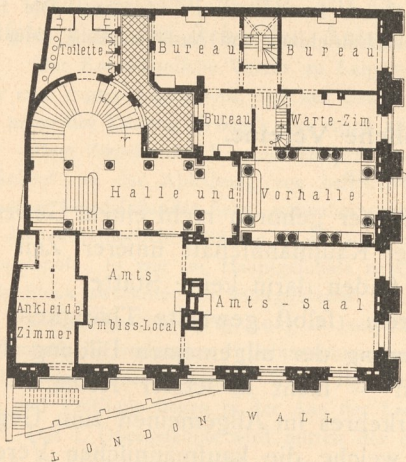 Toilette
Bureau
Bureau
Bureau
Warte-Zim.
Halle und Vorhalle
Amts
Jmbiss-Local
Amts-Saal
Ankleide-
Zimmer
LONDON WALL